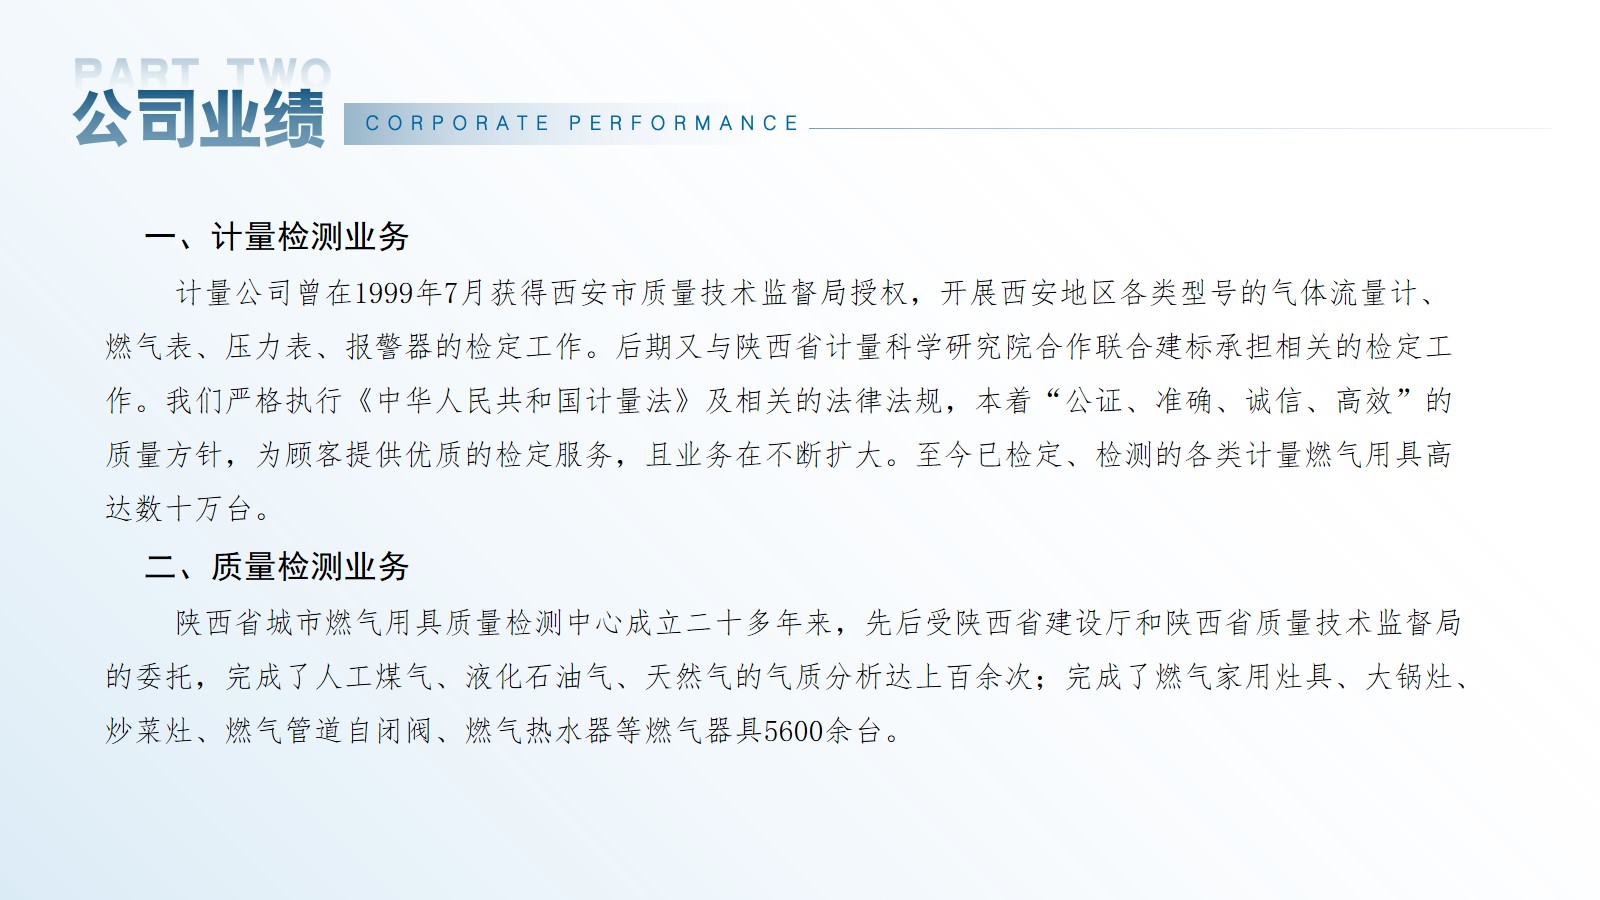 PART TWO
公司业绩
CORPORATE PERFORMANCE
一、计量检测业务
计量公司曾在1999年7月获得西安市质量技术监督局授权，开展西安地区各类型号的气体流量计、
燃气表、压力表、报警器的检定工作。后期又与陕西省计量科学研究院合作联合建标承担相关的检定工
作。我们严格执行《中华人民共和国计量法》及相关的法律法规，本着“公证、准确、诚信、高效”的
质量方针，为顾客提供优质的检定服务，且业务在不断扩大。至今已检定、检测的各类计量燃气用具高
达数十万台。
二、质量检测业务
陕西省城市燃气用具质量检测中心成立二十多年来，先后受陕西省建设厅和陕西省质量技术监督局
的委托，完成了人工煤气、液化石油气、天然气的气质分析达上百余次；完成了燃气家用灶具、大锅灶、
炒菜灶、燃气管道自闭阀、燃气热水器等燃气器具5600余台。